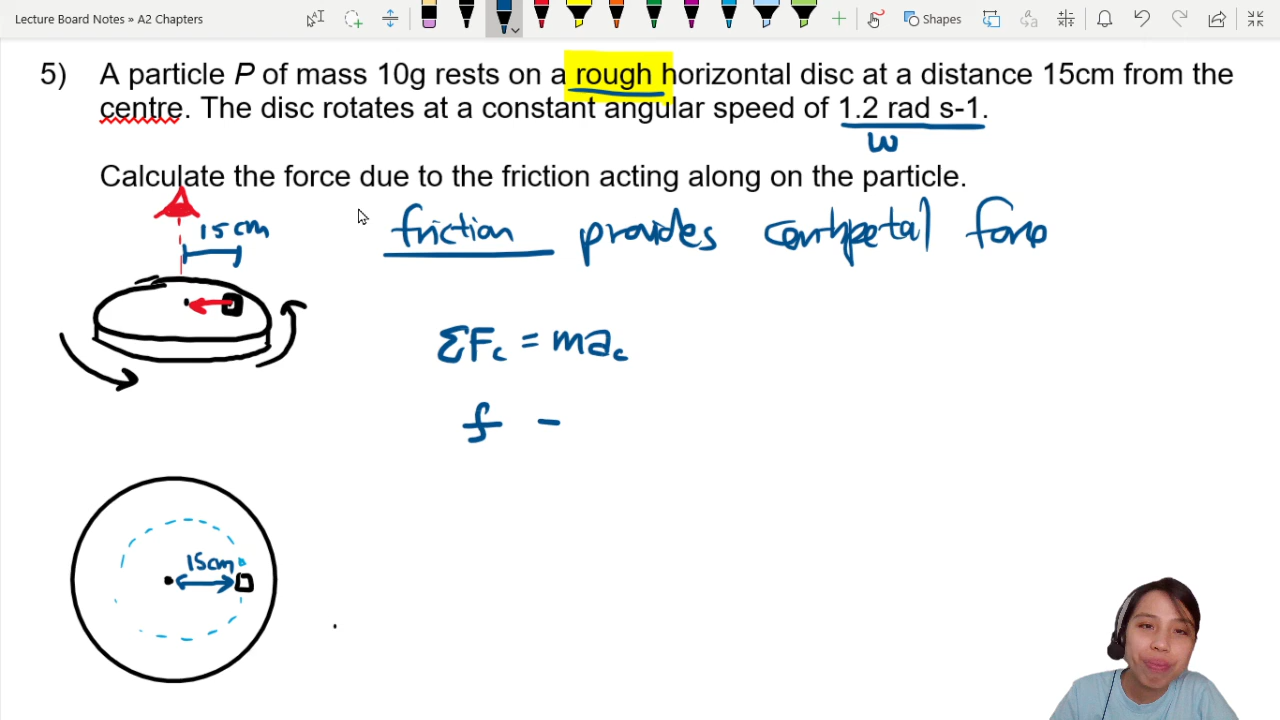 Lecture Board Notes » A2 Chapters
Shapes
5) A particle P of mass 10g rests on a rough horizontal disc at a distance 15cm from the
centre. The disc rotates at a constant angular speed of 1.2 rad s-1.
ω
Calculate the force due to the friction acting along on the particle.
15cm
friction provides centripetal force
ΣFc = mac
f –
15cm